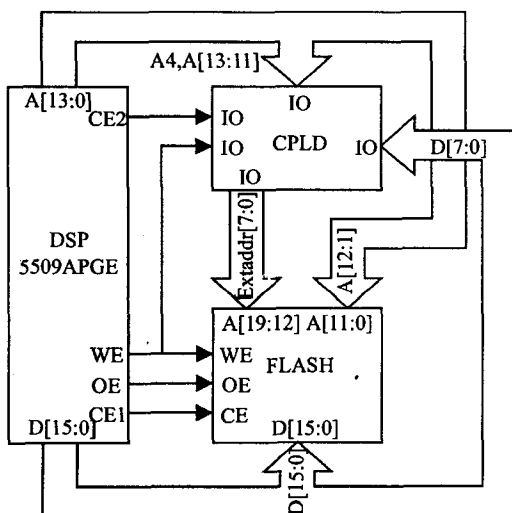 A4,A[13:11]
A[13:0]
CE2
IO
IO
CPLD
IO
IO
IO
D[7:0]
DSP
5509APGE
Extaddr[7:0]
A[12:1]
A[19:12] A[11:0]
WE
WE
FLASH
OE
OE
CE1
CE
D[15:0]
D[15:0]
D[15:0]